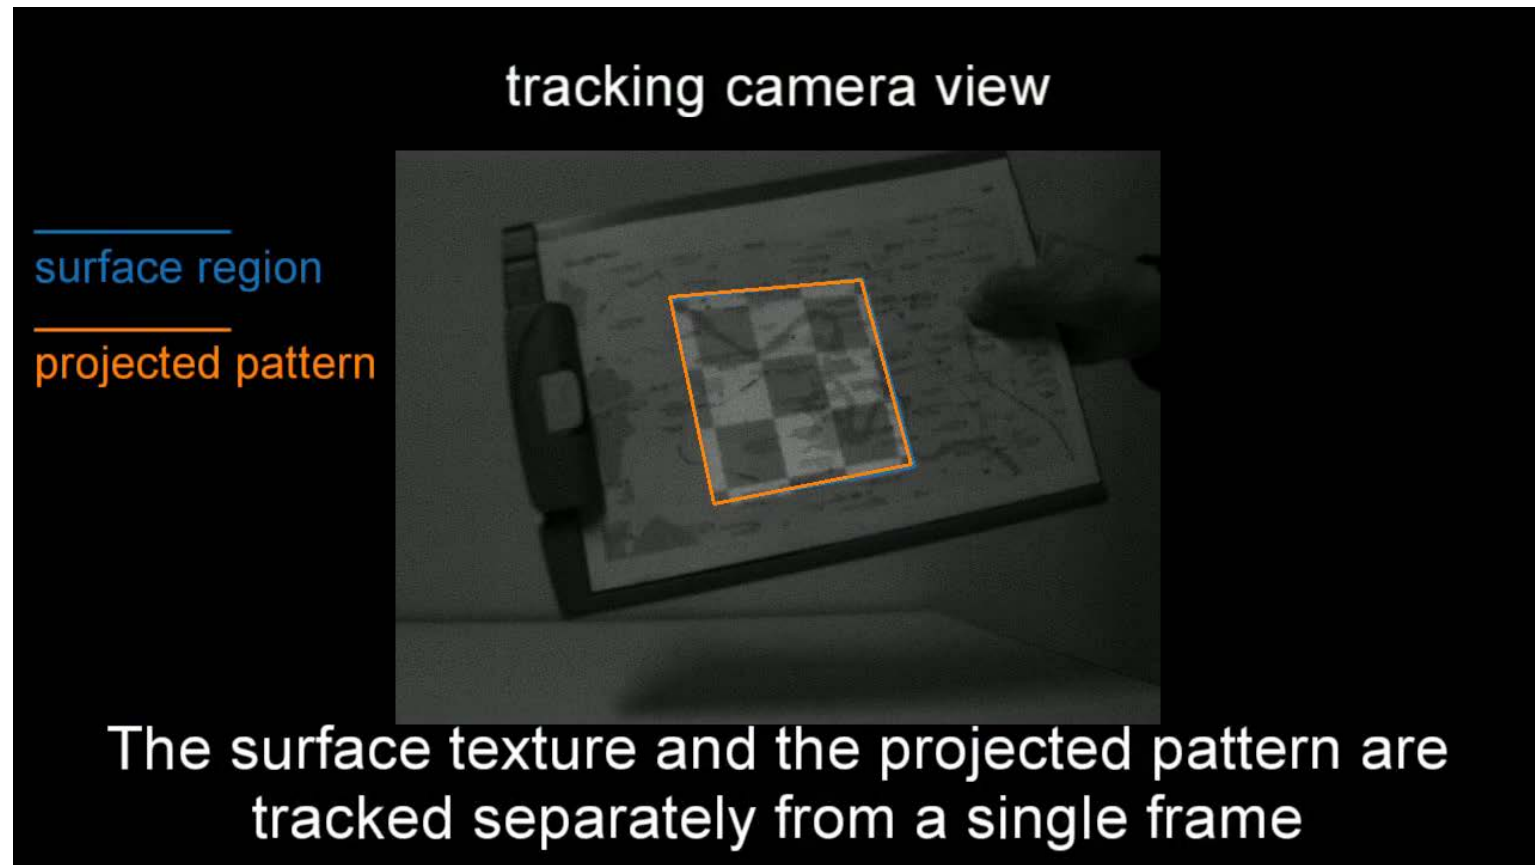 tracking camera view
surface region
projected pattern
The surface texture and the projected pattern are
tracked separately from a single frame